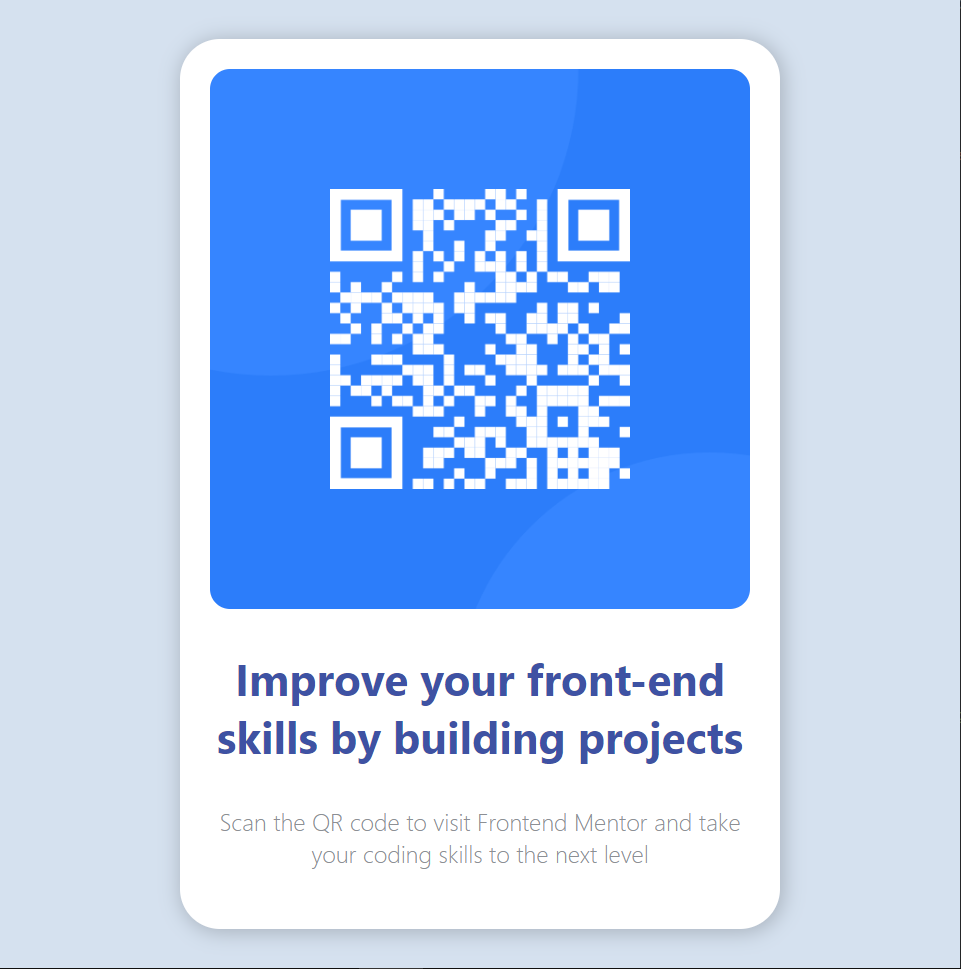 Improve your front-end
skills by building projects
Scan the QR code to visit Frontend Mentor and take
your coding skills to the next level